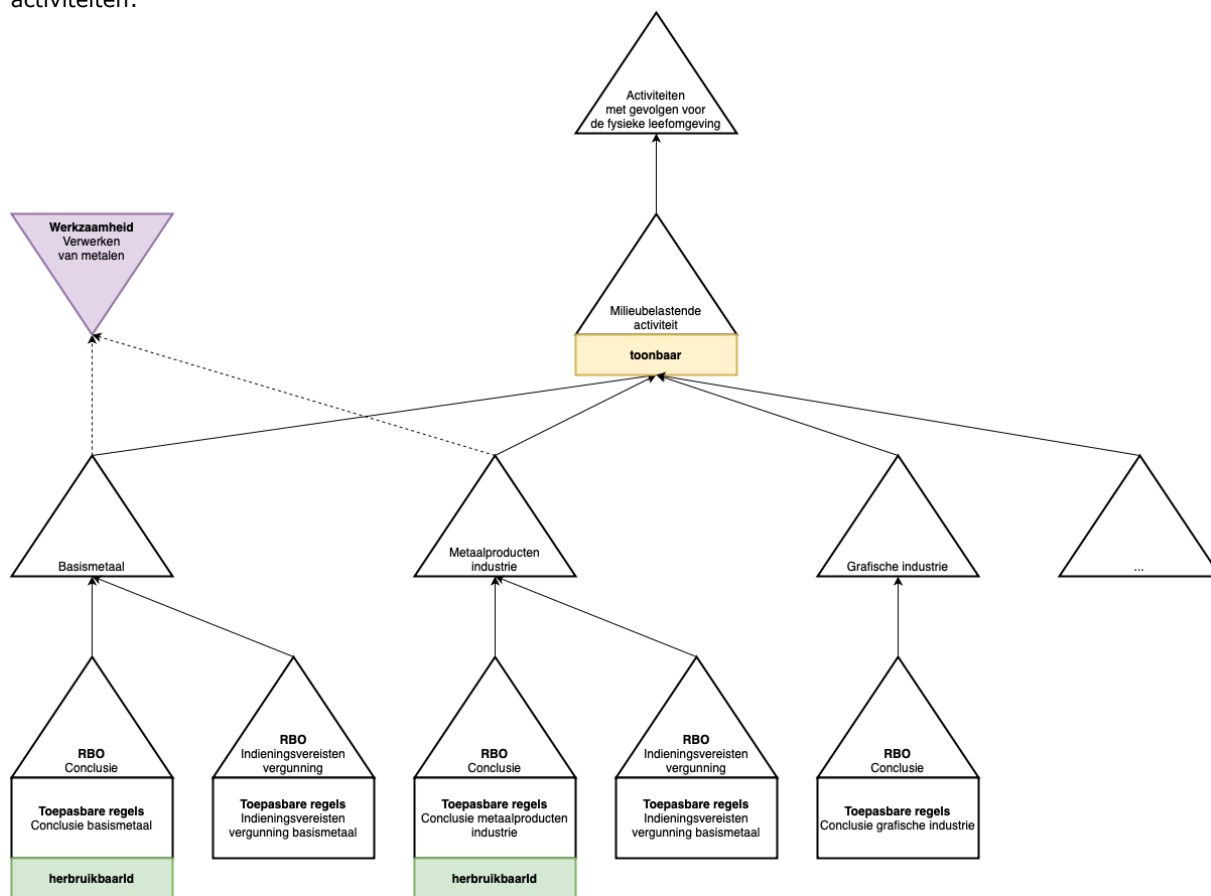 activiteiten:
Activiteiten
met gevolgen voor
de fysieke leefomgeving
Werkzaamheid
Verwerken
van metalen
Milieubelastende
activiteit
toonbaar
Basismetaal
Metaalproducten
industrie
Grafische industrie
...
RBO
Conclusie
RBO
Indieningsvereisten
vergunning
RBO
Conclusie
RBO
Indieningsvereisten
vergunning
RBO
Conclusie
Toepasbare regels
Conclusie basismetaal
Toepasbare regels
Indieningsvereisten
vergunning basismetaal
Toepasbare regels
Conclusie metaalproducten
industrie
Toepasbare regels
Indieningsvereisten
vergunning basismetaal
Toepasbare regels
Conclusie grafische industrie
herbruikbaarId
herbruikbaarId